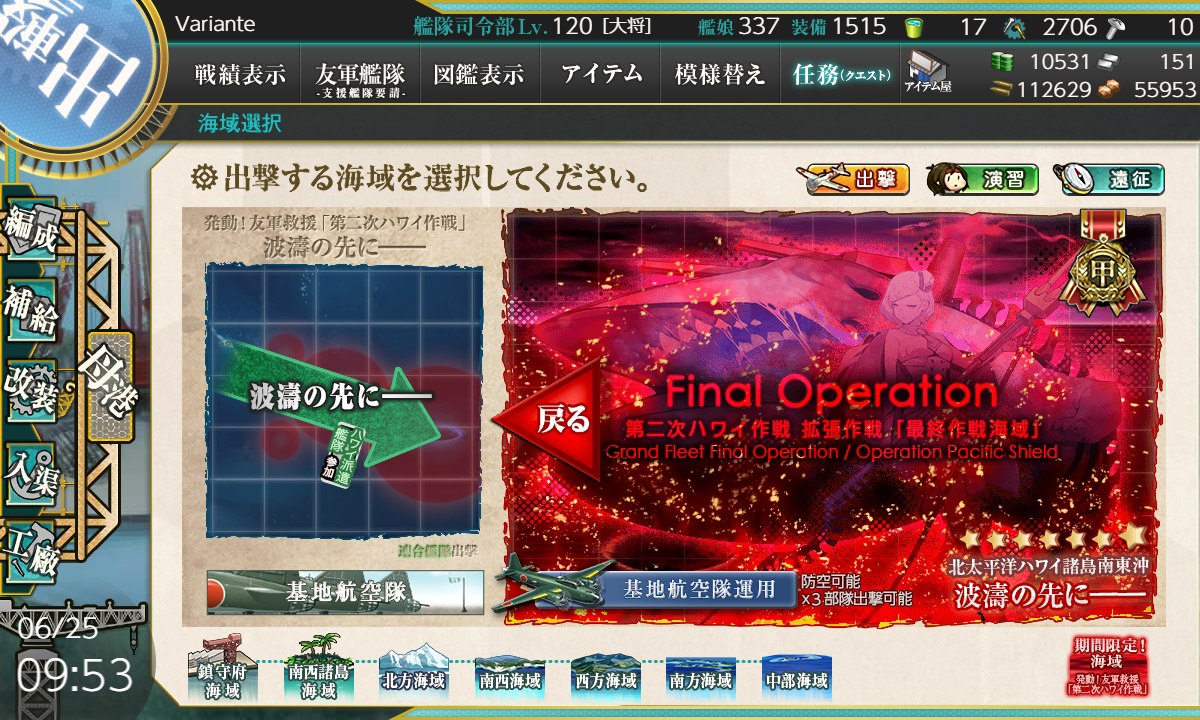 出撃
Variante
艦隊司令部Lv. 120 [大将]
艦娘 337 装備 1515
17
2706
10
戦績表示
友軍艦隊
-支援艦隊要請-
図鑑表示
アイテム
模様替え
任務(クエスト)
アイテム屋
10531
151
112629
55953
海域選択
出撃する海域を選択してください。
出撃
演習
遠征
編成
補給
改装
入渠
工廠
母港
発動!友軍救援「第二次ハワイ作戦」
波濤の先に――
波濤の先に――
ハワイ派遣
艦隊
参加
連合艦隊出撃
基地航空隊
甲
戻る
Final Operation
第二次ハワイ作戦 拡張作戦 「最終作戦海域」
Grand Fleet Final Operation / Operation Pacific Shield
北太平洋ハワイ諸島南東沖
波濤の先に――
基地航空隊運用
防空可能
x3部隊出撃可能
06/25
09:53
鎮守府
海域
南西諸島
海域
北方海域
南西海域
西方海域
南方海域
中部海域
期間限定!
海域
発動!友軍救援
「第二次ハワイ作戦」